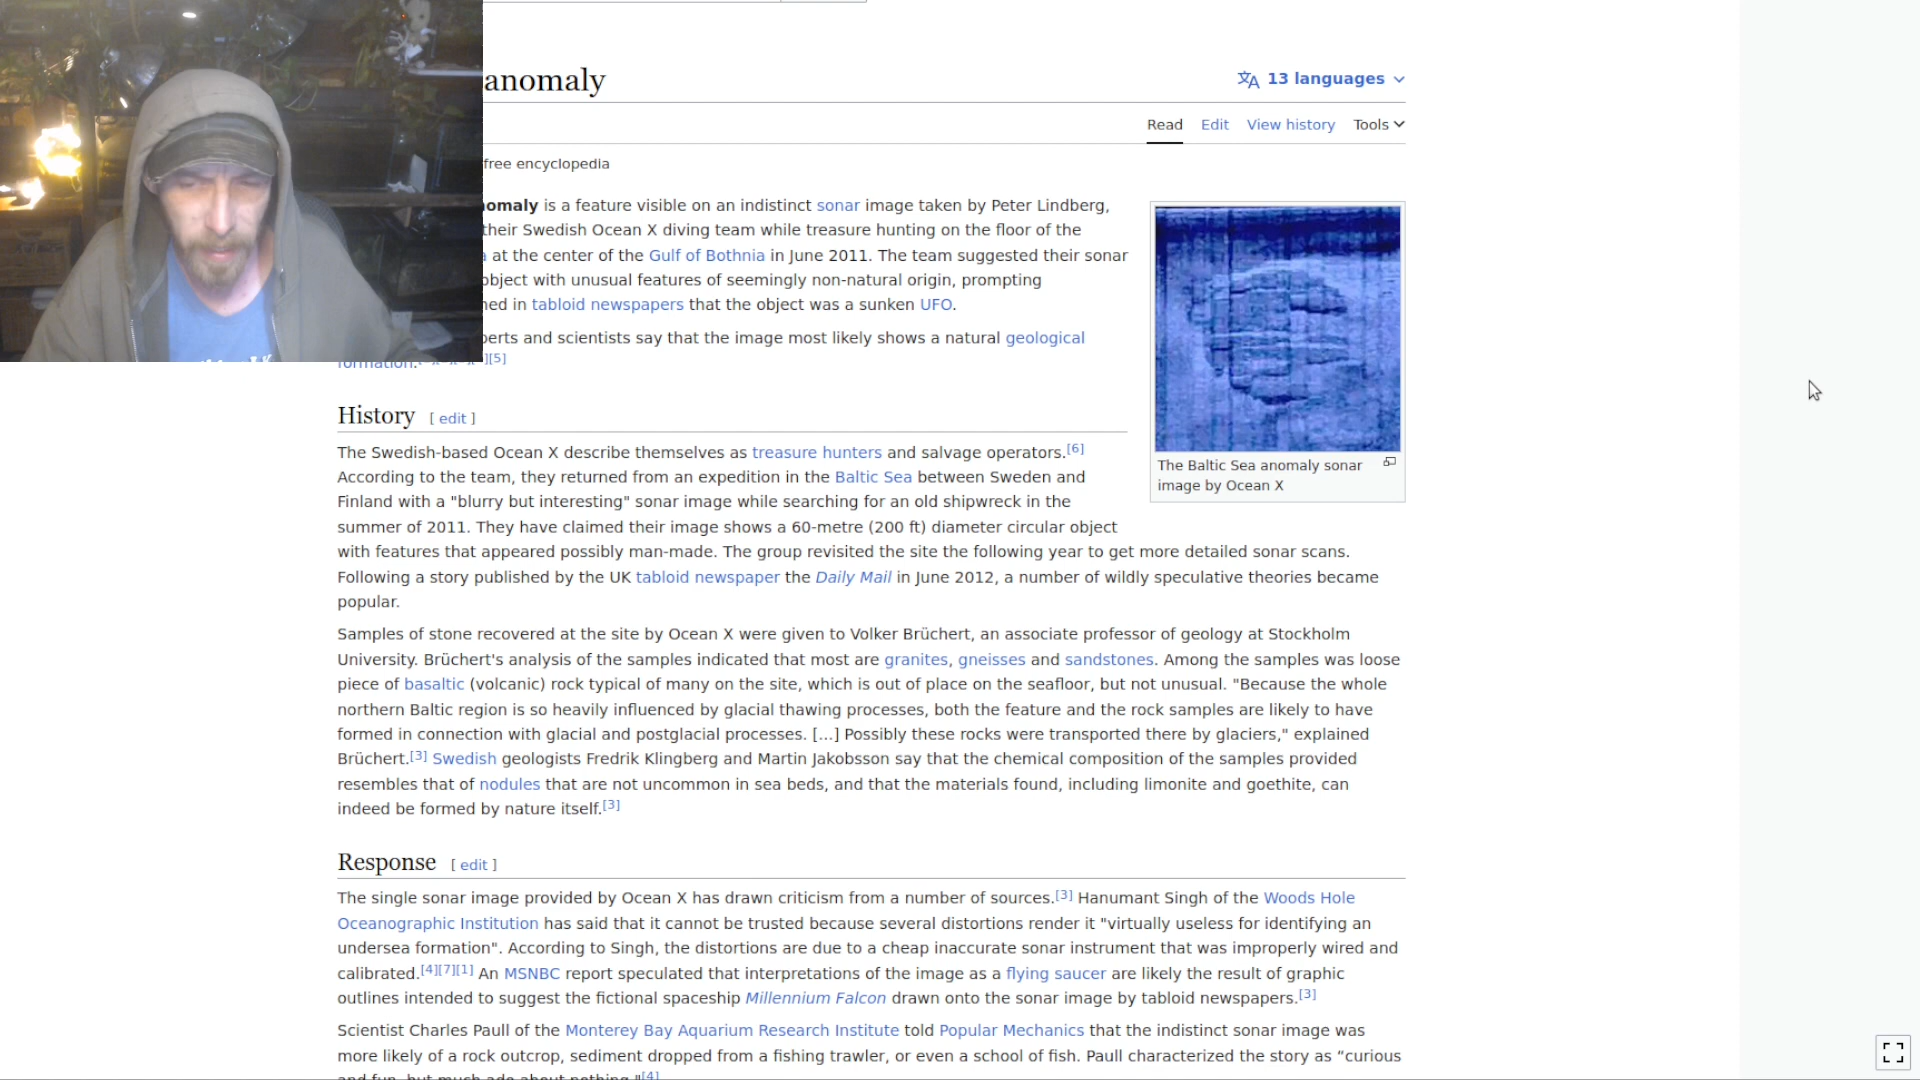 anomaly
13 languages
Read Edit View history Tools
free encyclopedia
omaly is a feature visible on an indistinct sonar image taken by Peter Lindberg,
their Swedish Ocean X diving team while treasure hunting on the floor of the
at the center of the Gulf of Bothnia in June 2011. The team suggested their sonar
object with unusual features of seemingly non-natural origin, prompting
ned in tabloid newspapers that the object was a sunken UFO.
perts and scientists say that the image most likely shows a natural geological
formation. [5]
The Baltic Sea anomaly sonar
image by Ocean X
History [ edit ]
The Swedish-based Ocean X describe themselves as treasure hunters and salvage operators.[6]
According to the team, they returned from an expedition in the Baltic Sea between Sweden and
Finland with a "blurry but interesting" sonar image while searching for an old shipwreck in the
summer of 2011. They have claimed their image shows a 60-metre (200 ft) diameter circular object
with features that appeared possibly man-made. The group revisited the site the following year to get more detailed sonar scans.
Following a story published by the UK tabloid newspaper the Daily Mail in June 2012, a number of wildly speculative theories became
popular.
Samples of stone recovered at the site by Ocean X were given to Volker Brüchert, an associate professor of geology at Stockholm
University. Brüchert's analysis of the samples indicated that most are granites, gneisses and sandstones. Among the samples was loose
piece of basaltic (volcanic) rock typical of many on the site, which is out of place on the seafloor, but not unusual. "Because the whole
northern Baltic region is so heavily influenced by glacial thawing processes, both the feature and the rock samples are likely to have
formed in connection with glacial and postglacial processes. [...] Possibly these rocks were transported there by glaciers," explained
Brüchert.[3] Swedish geologists Fredrik Klingberg and Martin Jakobsson say that the chemical composition of the samples provided
resembles that of nodules that are not uncommon in sea beds, and that the materials found, including limonite and goethite, can
indeed be formed by nature itself.[3]
Response [ edit ]
The single sonar image provided by Ocean X has drawn criticism from a number of sources.[3] Hanumant Singh of the Woods Hole
Oceanographic Institution has said that it cannot be trusted because several distortions render it "virtually useless for identifying an
undersea formation". According to Singh, the distortions are due to a cheap inaccurate sonar instrument that was improperly wired and
calibrated.[4][7][1] An MSNBC report speculated that interpretations of the image as a flying saucer are likely the result of graphic
outlines intended to suggest the fictional spaceship Millennium Falcon drawn onto the sonar image by tabloid newspapers.[3]
Scientist Charles Paull of the Monterey Bay Aquarium Research Institute told Popular Mechanics that the indistinct sonar image was
more likely of a rock outcrop, sediment dropped from a fishing trawler, or even a school of fish. Paull characterized the story as “curious
and fun, but much ado about nothing."[4]